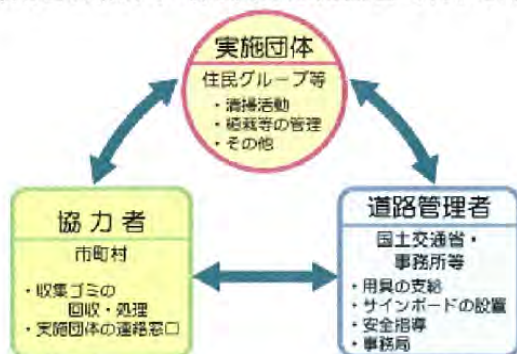 実施団体
住民グループ等
・清掃活動
・植栽等の管理
・その他
協力者
市町村
・収集ゴミの
回収・処理
・実施団体の連絡窓口
道路管理者
国土交通省・
事務所等
・用具の支給
・サインボードの設置
・安全指導
・事務局